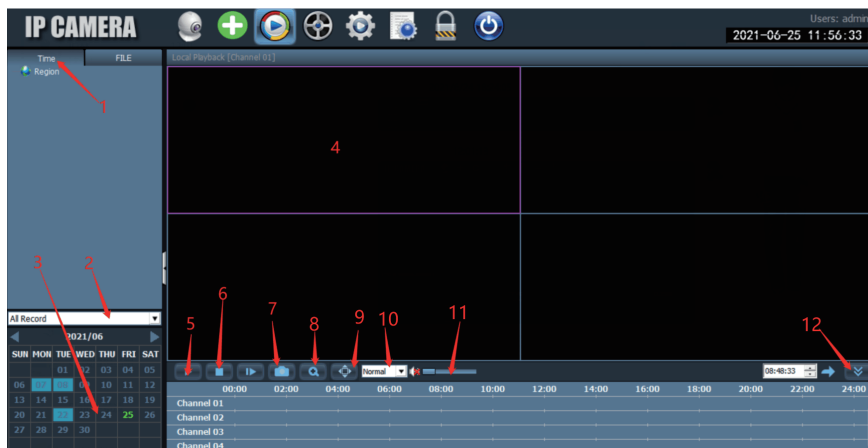 IP CAMERA
Users: admin
2021-06-25 11:56:33
Time FILE
Local Playback [Channel 01]
Region
1
4
3
2
All Record
2021/06
SUN MON TUE WED THU FRI SAT
01 02 03 04 05
06 07 08 09 10 11 12
13 14 15 16 17 18 19
20 21 22 23 24 25 26
27 28 29 30
5 6 7 8 9 10 11 12
Normal
08:48:33
00:00 02:00 04:00 06:00 08:00 10:00 12:00 14:00 16:00 18:00 20:00 22:00 24:00
Channel 01
Channel 02
Channel 03
Channel 04